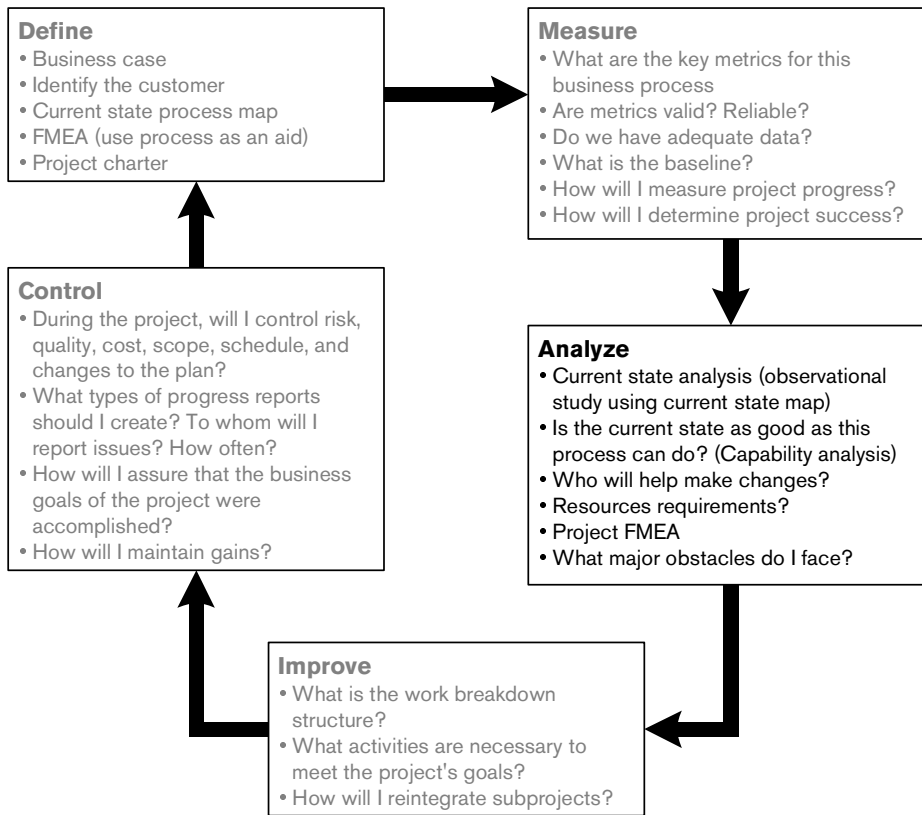 Define
• Business case
• Identify the customer
• Current state process map
• FMEA (use process as an aid)
• Project charter
Measure
• What are the key metrics for this
business process
• Are metrics valid? Reliable?
• Do we have adequate data?
• What is the baseline?
• How will I measure project progress?
• How will I determine project success?
Analyze
• Current state analysis (observational
study using current state map)
• Is the current state as good as this
process can do? (Capability analysis)
• Who will help make changes?
• Resources requirements?
• Project FMEA
• What major obstacles do I face?
Improve
• What is the work breakdown
structure?
• What activities are necessary to
meet the project's goals?
• How will I reintegrate subprojects?
Control
• During the project, will I control risk,
quality, cost, scope, schedule, and
changes to the plan?
• What types of progress reports
should I create? To whom will I
report issues? How often?
• How will I assure that the business
goals of the project were
accomplished?
• How will I maintain gains?